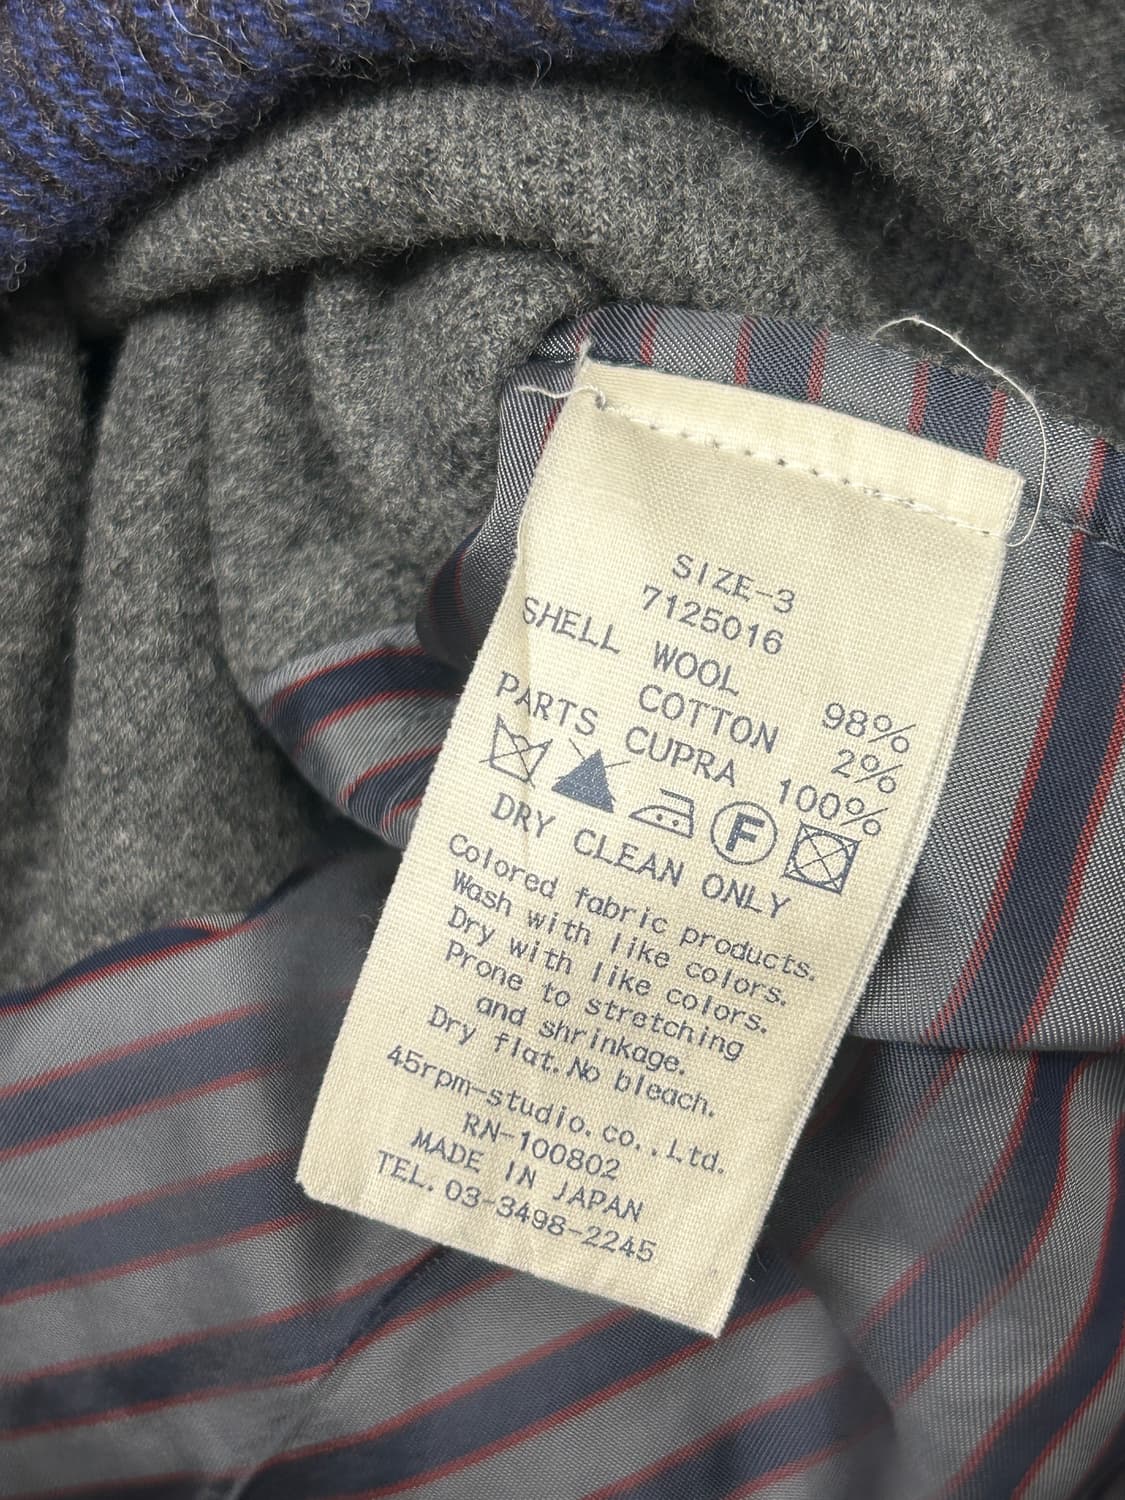 SIZE-3
7125016
SHELL WOOL 98%
COTTON 2%
PARTS CUPRA 100%
F
DRY CLEAN ONLY
Colored fabric products.
Wash with like colors.
Dry with like colors.
Prone to stretching
and shrinkage.
Dry flat. No bleach.
45rpm-studio.co.,Ltd.
RN-100802
MADE IN JAPAN
TEL. 03-3498-2245